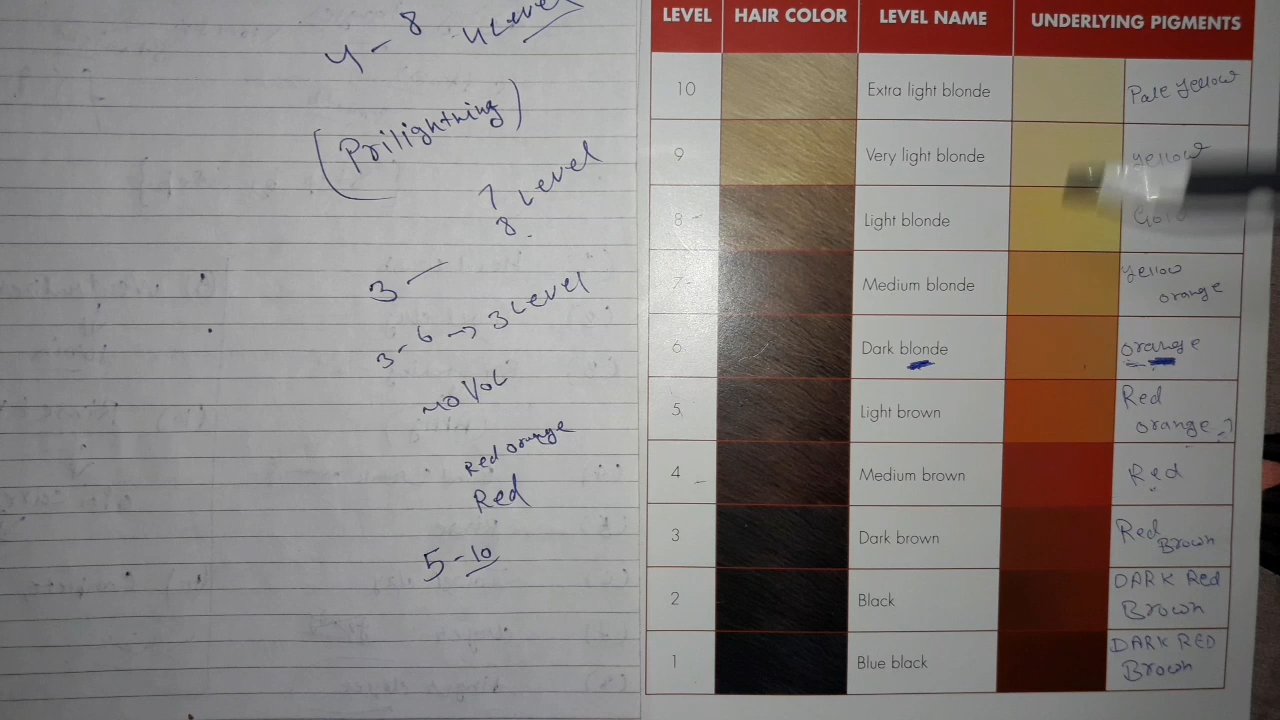 4 - 8 4 Level
(Prilightning)
7 Level
8.
3 -
3-6 → 3 Level
40 Vol
Red orange
Red
5-10
LEVEL HAIR COLOR LEVEL NAME UNDERLYING PIGMENTS
10 Extra light blonde Pale yellow
9 Very light blonde yellow
8 Light blonde Gold
7 Medium blonde yellow
orange
6 Dark blonde orange
5 Light brown Red
orange
4 Medium brown Red
3 Dark brown Red
Brown
2 Black DARK Red
Brown
1 Blue black DARK RED
Brown